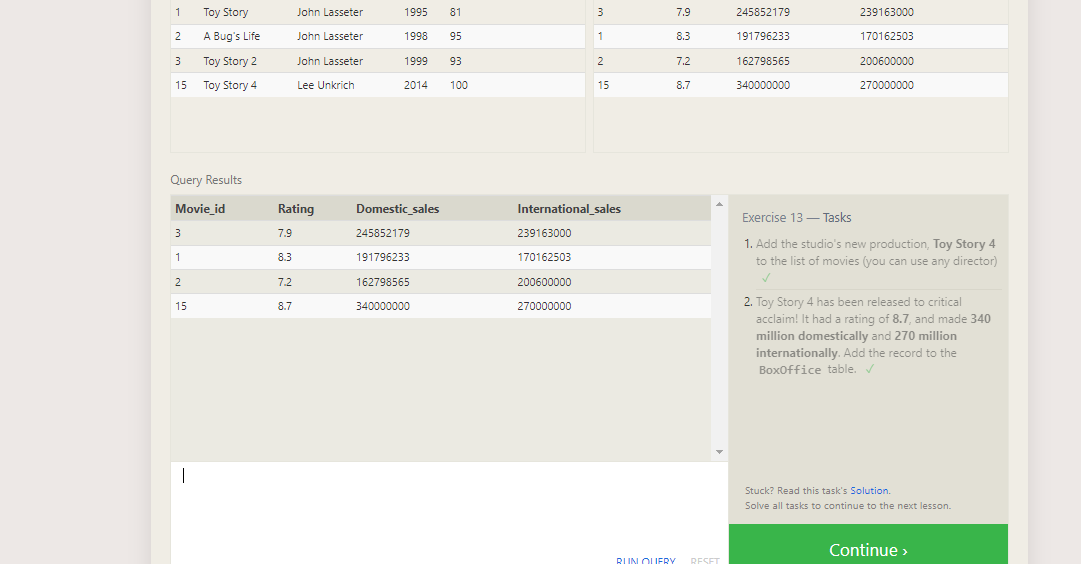 1 Toy Story John Lasseter 1995 81
2 A Bug's Life John Lasseter 1998 95
3 Toy Story 2 John Lasseter 1999 93
15 Toy Story 4 Lee Unkrich 2014 100
3 7.9 245852179 239163000
1 8.3 191796233 170162503
2 7.2 162798565 200600000
15 8.7 340000000 270000000
Query Results
Movie_id Rating Domestic_sales International_sales
3 7.9 245852179 239163000
1 8.3 191796233 170162503
2 7.2 162798565 200600000
15 8.7 340000000 270000000
Exercise 13 — Tasks
1. Add the studio's new production, Toy Story 4
to the list of movies (you can use any director)
✓
2. Toy Story 4 has been released to critical
acclaim! It had a rating of 8.7, and made 340
million domestically and 270 million
internationally. Add the record to the
BoxOffice table. ✓
Stuck? Read this task's Solution.
Solve all tasks to continue to the next lesson.
RUN QUERY RESET
Continue ›